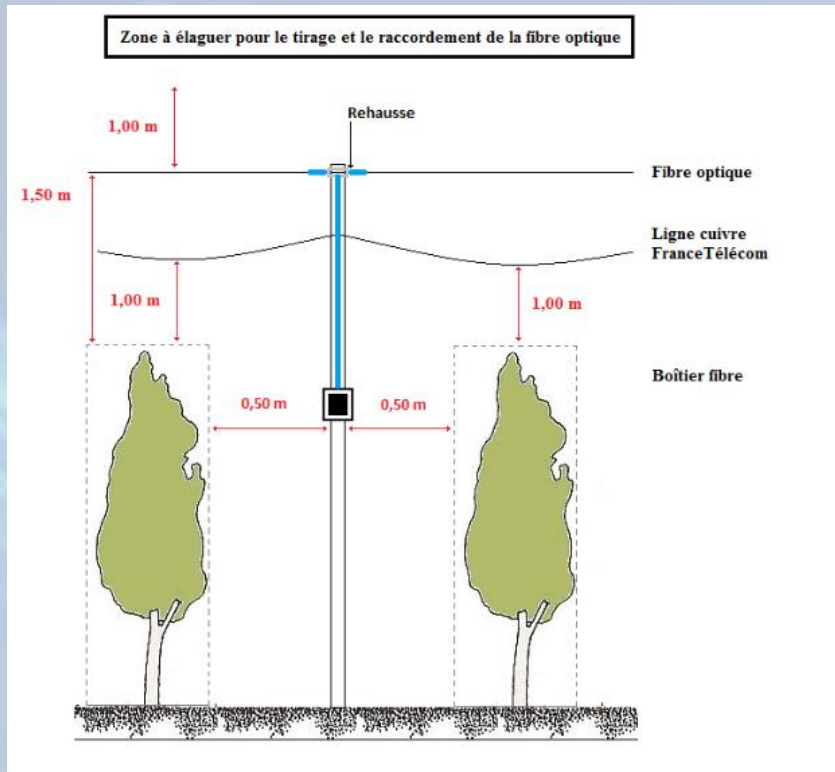 Zone à élaguer pour le tirage et le raccordement de la fibre optique
1,00 m
Rehausse
1,50 m
Fibre optique
Ligne cuivre
FranceTélécom
1,00 m
1,00 m
Boîtier fibre
0,50 m
0,50 m